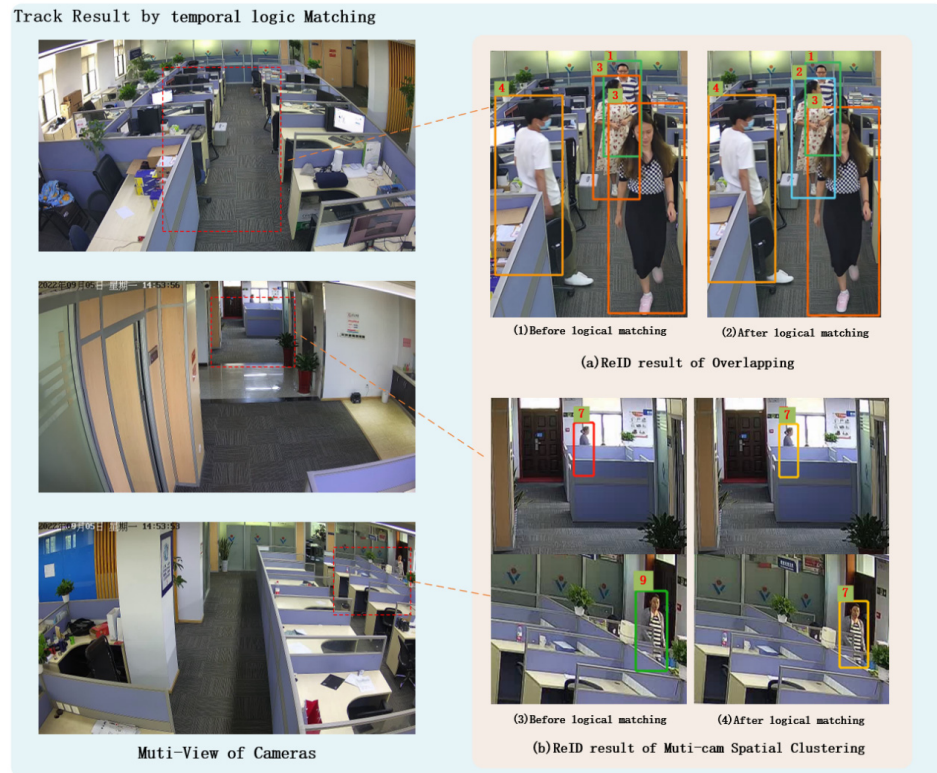 Track Result by temporal logic Matching
1
3
3
4
1
2
3
4
(1)Before logical matching
(2)After logical matching
(a)ReID result of Overlapping
2022年09月05日 星期一 14:53:56
7
7
2022年09月05日 星期一 14:53:53
9
7
(3)Before logical matching
(4)After logical matching
Muti-View of Cameras
(b)ReID result of Muti-cam Spatial Clustering